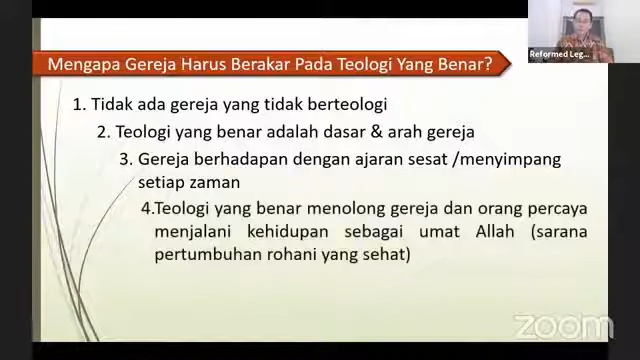 Reformed Leg...
Mengapa Gereja Harus Berakar Pada Teologi Yang Benar?
1. Tidak ada gereja yang tidak berteologi
2. Teologi yang benar adalah dasar & arah gereja
3. Gereja berhadapan dengan ajaran sesat /menyimpang
setiap zaman
4.Teologi yang benar menolong gereja dan orang percaya
menjalani kehidupan sebagai umat Allah (sarana
pertumbuhan rohani yang sehat)
zoom